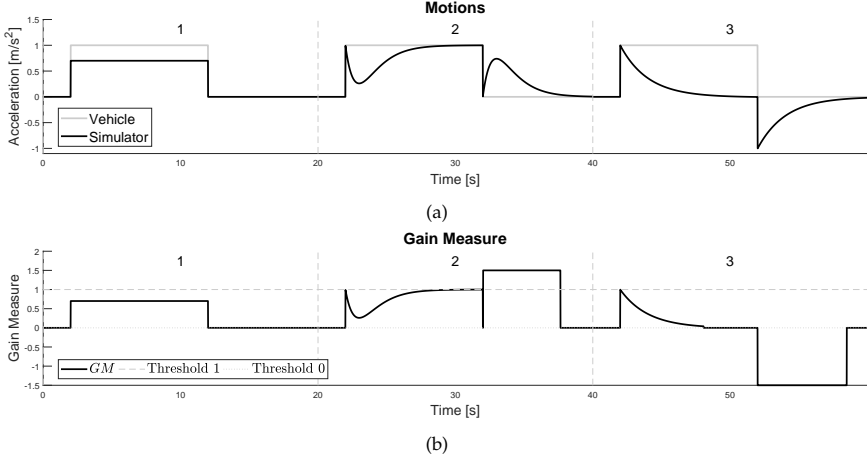 Motions
1 2 3
1.5
1
0.5
0
-0.5
-1
Acceleration [m/s²]
Vehicle
Simulator
0 10 20 30 40 50
Time [s]
(a)
Gain Measure
1 2 3
2
1.5
1
0.5
0
-0.5
-1
-1.5
Gain Measure
GM Threshold 1 Threshold 0
0 10 20 30 40 50
Time [s]
(b)